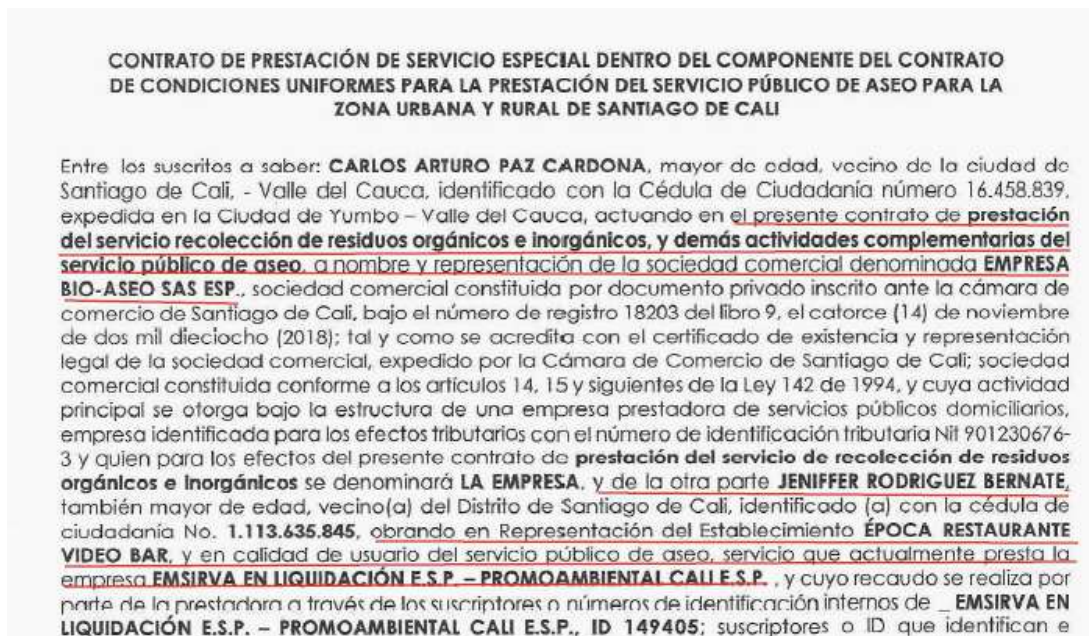 CONTRATO DE PRESTACIÓN DE SERVICIO ESPECIAL DENTRO DEL COMPONENTE DEL CONTRATO
DE CONDICIONES UNIFORMES PARA LA PRESTACIÓN DEL SERVICIO PÚBLICO DE ASEO PARA LA
ZONA URBANA Y RURAL DE SANTIAGO DE CALI
Entre los suscritos a saber: CARLOS ARTURO PAZ CARDONA, mayor de edad, vecino de la ciudad de
Santiago de Cali, - Valle del Cauca, identificado con la Cédula de Ciudadanía número 16.458.839,
expedida en la Ciudad de Yumbo – Valle del Cauca, actuando en el presente contrato de prestación
del servicio recolección de residuos orgánicos e inorgánicos, y demás actividades complementarias del
servicio público de aseo, a nombre y representación de la sociedad comercial denominada EMPRESA
BIO-ASEO SAS ESP., sociedad comercial constituida por documento privado inscrito ante la cámara de
comercio de Santiago de Cali, bajo el número de registro 18203 del libro 9, el catorce (14) de noviembre
de dos mil dieciocho (2018); tal y como se acredita con el certificado de existencia y representación
legal de la sociedad comercial, expedido por la Cámara de Comercio de Santiago de Cali; sociedad
comercial constituida conforme a los artículos 14, 15 y siguientes de la Ley 142 de 1994, y cuya actividad
principal se otorga bajo la estructura de una empresa prestadora de servicios públicos domiciliarios,
empresa identificada para los efectos tributarios con el número de identificación tributaria Nit 901230676-
3 y quien para los efectos del presente contrato de prestación del servicio de recolección de residuos
orgánicos e inorgánicos se denominará LA EMPRESA, y de la otra parte JENIFFER RODRIGUEZ BERNATE,
también mayor de edad, vecino(a) del Distrito de Santiago de Cali, identificado (a) con la cédula de
ciudadanía No. 1.113.635.845, obrando en Representación del Establecimiento ÉPOCA RESTAURANTE
VIDEO BAR, y en calidad de usuario del servicio público de aseo, servicio que actualmente presta la
empresa EMSIRVA EN LIQUIDACIÓN E.S.P. – PROMOAMBIENTAL CALI E.S.P. , y cuyo recaudo se realiza por
parte de la prestadora a través de los suscriptores o números de identificación internos de _ EMSIRVA EN
LIQUIDACIÓN E.S.P. – PROMOAMBIENTAL CALI E.S.P., ID 149405; suscriptores o ID que identifican e